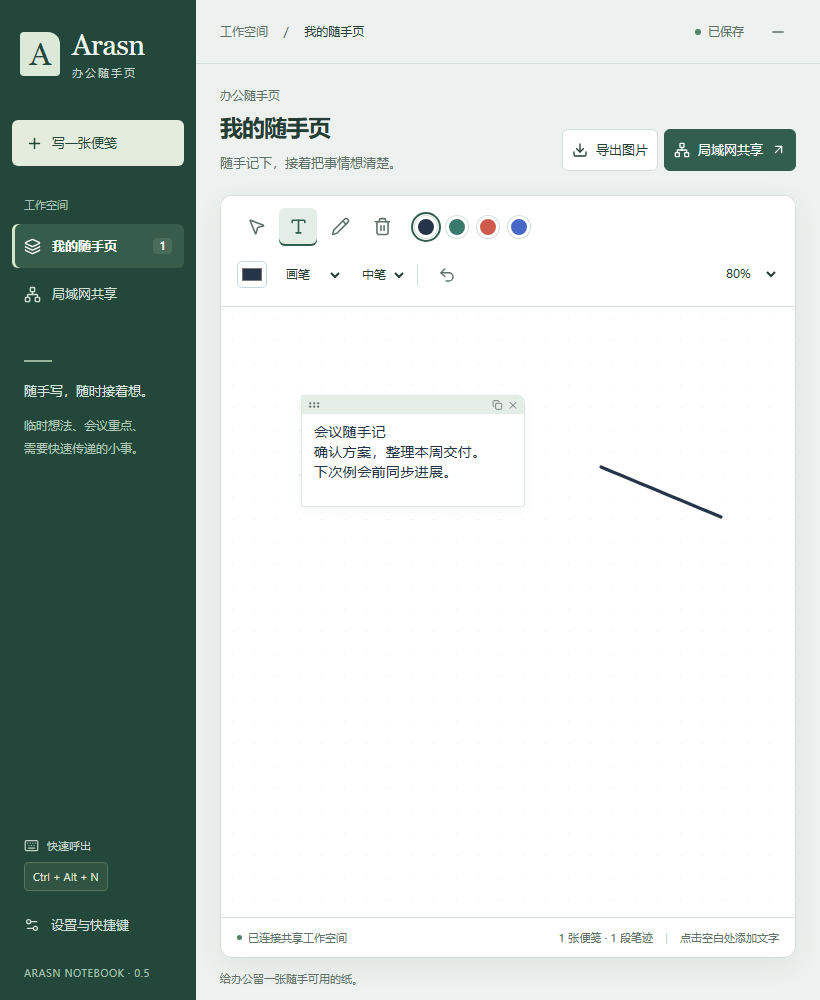 A
Arasn
办公随手页
写一张便笺
工作空间
我的随手页 1
局域网共享
随手写，随时接着想。
临时想法、会议重点、
需要快速传递的小事。
快速呼出
Ctrl + Alt + N
设置与快捷键
ARASN NOTEBOOK · 0.5
工作空间 / 我的随手页
已保存
办公随手页
我的随手页
随手记下，接着把事情想清楚。
导出图片
局域网共享
T
画笔
中笔
80%
会议随手记
确认方案，整理本周交付。
下次例会前同步进展。
已连接共享工作空间
1 张便笺 · 1 段笔迹
点击空白处添加文字
给办公留一张随手可用的纸。